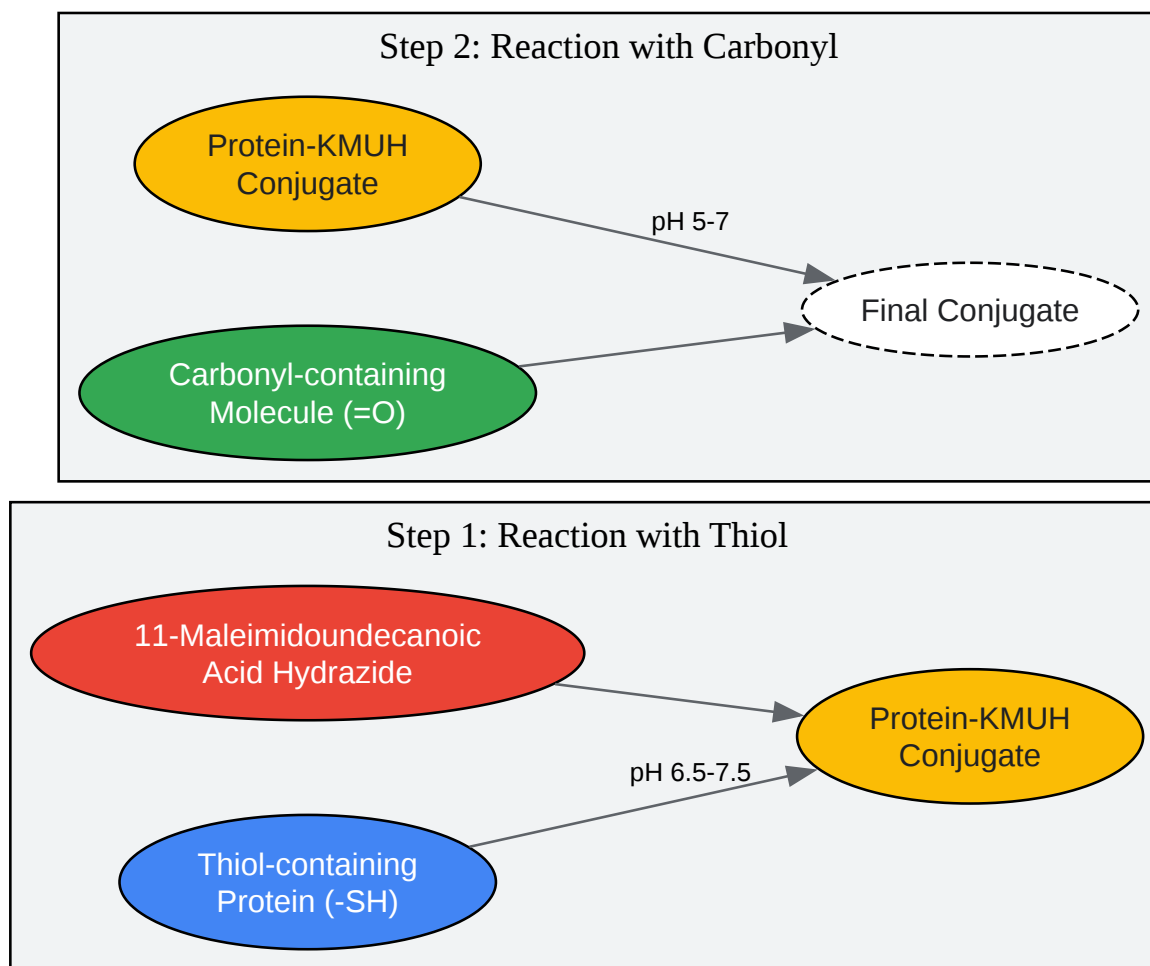 Step 2: Reaction with Carbonyl
Protein-KMUH
Conjugate
pH 5-7
Final Conjugate
Carbonyl-containing
Molecule (=O)
Step 1: Reaction with Thiol
11-Maleimidoundecanoic
Acid Hydrazide
Protein-KMUH
Conjugate
pH 6.5-7.5
Thiol-containing
Protein (-SH)